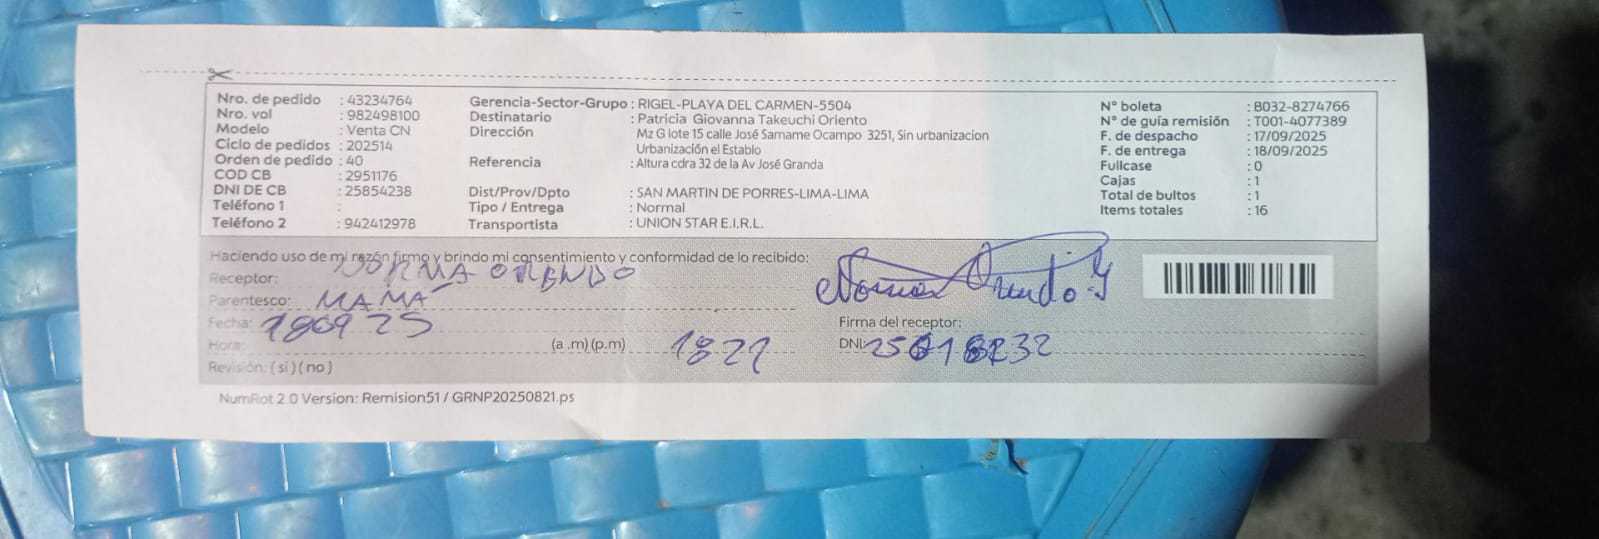 Nro. de pedido : 43234764
Nro. vol : 982498100
Modelo : Venta CN
Ciclo de pedidos : 202514
Orden de pedido : 40
COD CB : 2951176
DNI DE CB : 25854238
Teléfono 1 :
Teléfono 2 : 942412978
Gerencia-Sector-Grupo : RIGEL-PLAYA DEL CARMEN-5504
Destinatario : Patricia Giovanna Takeuchi Oriento
Dirección : Mz G lote 15 calle José Samame Ocampo 3251, Sin urbanizacion
Urbanización el Establo
Referencia : Altura cdra 32 de la Av José Granda
Dist/Prov/Dpto : SAN MARTIN DE PORRES-LIMA-LIMA
Tipo / Entrega : Normal
Transportista : UNION STAR E.I.R.L.
N° boleta : B032-8274766
N° de guía remisión : T001-4077389
F. de despacho : 17/09/2025
F. de entrega : 18/09/2025
Fullcase : 0
Cajas : 1
Total de bultos : 1
Items totales : 16
Haciendo uso de mi razón firmo y brindo mi consentimiento y conformidad de lo recibido:
Receptor: NORMA
Parentesco: MAMÁ
Fecha: 180925
Hora: (a .m) (p.m) 1821
Revisión: ( si ) ( no )
Firma del receptor:
DNI:
NumRot 2.0 Version: Remision51 / GRNP20250821.ps